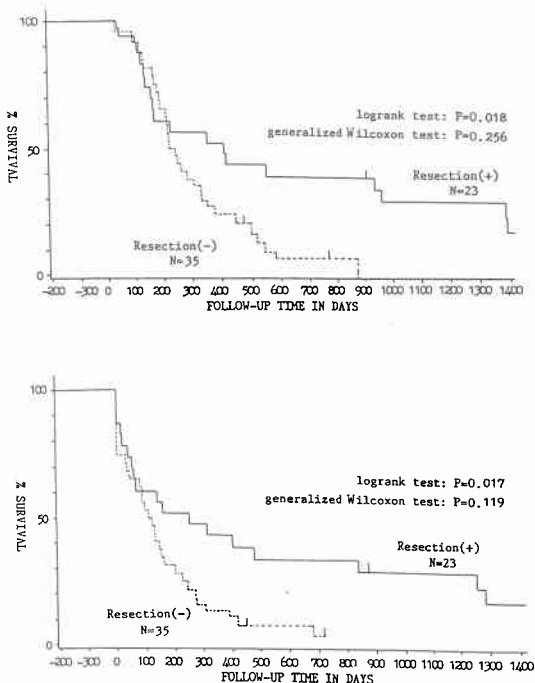 100
50
0
% SURVIVAL
logrank test: P=0.018
generalized Wilcoxon test: P=0.256
Resection(+)
N=23
Resection(-)
N=35
-200 -100 0 100 200 300 400 500 600 700 800 900 1000 1100 1200 1300 1400
FOLLOW-UP TIME IN DAYS
100
50
0
% SURVIVAL
logrank test: P=0.017
generalized Wilcoxon test: P=0.119
Resection(+)
N=23
Resection(-)
N=35
-200 -100 0 100 200 300 400 500 600 700 800 900 1000 1100 1200 1300 1400
FOLLOW-UP TIME IN DAYS